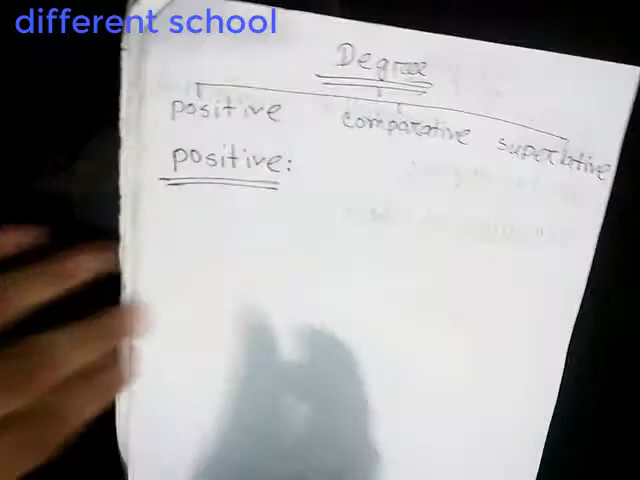 different school
Degree
positive comparative superlative
positive: